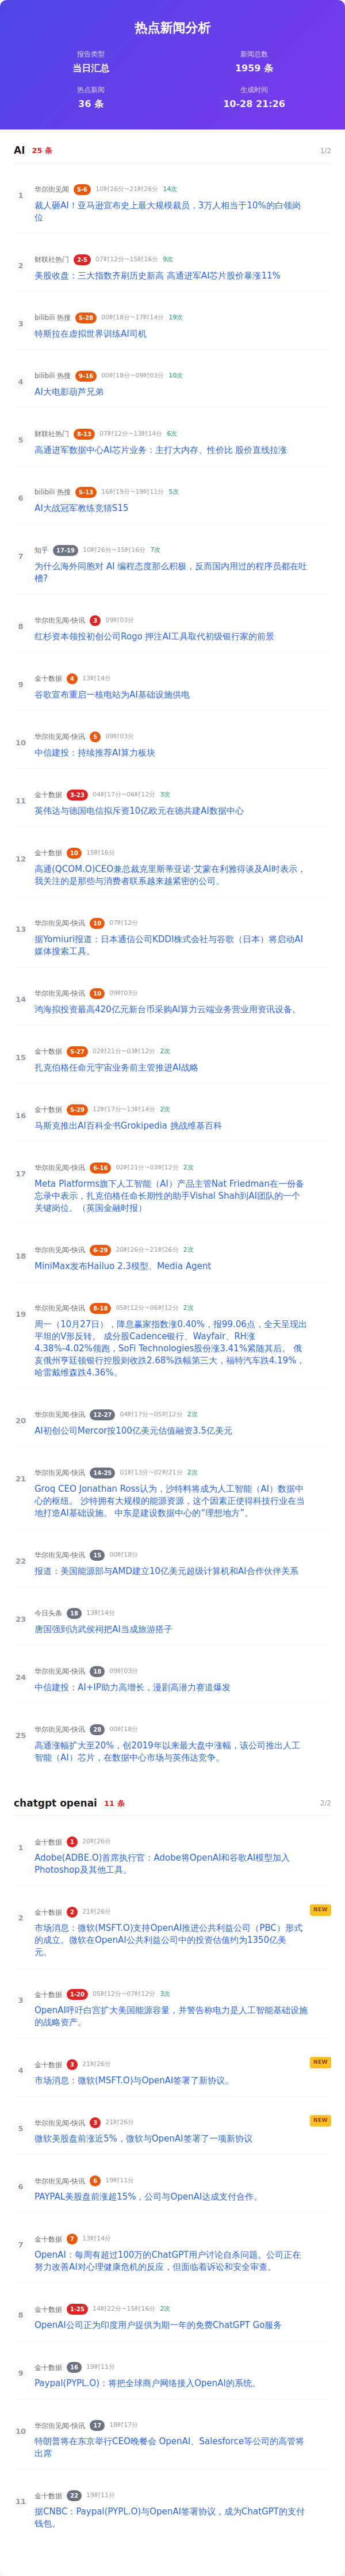 热点新闻分析
报告类型
新闻总数
当日汇总
1959 条
热点新闻
生成时间
36 条
10-28 21:26
AI 25 条 1/2
1
华尔街见闻 5-6 10时26分~21时26分 14次
裁人砸AI！亚马逊宣布史上最大规模裁员，3万人相当于10%的白领岗
位
2
财联社热门 2-5 07时12分~15时16分 9次
美股收盘：三大指数齐刷历史新高 高通进军AI芯片股价暴涨11%
3
bilibili 热搜 5-28 00时18分~17时14分 19次
特斯拉在虚拟世界训练AI司机
4
bilibili 热搜 9-16 00时18分~09时03分 10次
AI大电影葫芦兄弟
5
财联社热门 8-13 07时12分~13时14分 6次
高通进军数据中心AI芯片业务：主打大内存、性价比 股价直线拉涨
6
bilibili 热搜 5-13 16时19分~19时11分 5次
AI大战冠军教练竞猜S15
7
知乎 17-19 10时26分~15时16分 7次
为什么海外同胞对 AI 编程态度那么积极，反而国内用过的程序员都在吐
槽?
8
华尔街见闻-快讯 3 09时03分
红杉资本领投初创公司Rogo 押注AI工具取代初级银行家的前景
9
金十数据 4 13时14分
谷歌宣布重启一核电站为AI基础设施供电
10
华尔街见闻-快讯 5 09时03分
中信建投：持续推荐AI算力板块
11
金十数据 3-23 04时17分~06时12分 3次
英伟达与德国电信拟斥资10亿欧元在德共建AI数据中心
12
金十数据 10 15时16分
高通(QCOM.O)CEO兼总裁克里斯蒂亚诺·艾蒙在利雅得谈及AI时表示，
我关注的是那些与消费者联系越来越紧密的公司。
13
华尔街见闻-快讯 10 07时12分
据Yomiuri报道：日本通信公司KDDI株式会社与谷歌（日本）将启动AI
媒体搜索工具。
14
华尔街见闻-快讯 10 09时03分
鸿海拟投资最高420亿元新台币采购AI算力云端业务营业用资讯设备。
15
金十数据 5-27 02时21分~03时12分 2次
扎克伯格任命元宇宙业务前主管推进AI战略
16
金十数据 5-29 12时17分~13时14分 2次
马斯克推出AI百科全书Grokipedia 挑战维基百科
17
华尔街见闻-快讯 6-16 02时21分~03时12分 2次
Meta Platforms旗下人工智能（AI）产品主管Nat Friedman在一份备
忘录中表示，扎克伯格任命长期性的助手Vishal Shah到AI团队的一个
关键岗位。（英国金融时报）
18
华尔街见闻-快讯 6-29 20时26分~21时26分 2次
MiniMax发布Hailuo 2.3模型、Media Agent
19
华尔街见闻-快讯 8-18 05时12分~06时12分 2次
周一（10月27日），降息赢家指数涨0.40%，报99.06点，全天呈现出
平坦的V形反转。 成分股Cadence银行、Wayfair、RH涨
4.38%-4.02%领跑，SoFi Technologies股份涨3.41%紧随其后。 俄
亥俄州亨廷顿银行控股则收跌2.68%跌幅第三大，福特汽车跌4.19%，
哈雷戴维森跌4.36%。
20
华尔街见闻-快讯 12-27 04时17分~05时12分 2次
AI初创公司Mercor按100亿美元估值融资3.5亿美元
21
华尔街见闻-快讯 14-25 01时13分~02时21分 2次
Groq CEO Jonathan Ross认为，沙特料将成为人工智能（AI）数据中
心的枢纽。 沙特拥有大规模的能源资源，这个因素正使得科技行业在当
地打造AI基础设施。 中东是建设数据中心的“理想地方”。
22
华尔街见闻-快讯 15 00时18分
报道：美国能源部与AMD建立10亿美元超级计算机和AI合作伙伴关系
23
今日头条 18 13时14分
唐国强到访武侯祠把AI当成旅游搭子
24
华尔街见闻-快讯 18 09时03分
中信建投：AI+IP助力高增长，漫剧高潜力赛道爆发
25
华尔街见闻-快讯 28 00时18分
高通涨幅扩大至20%，创2019年以来最大盘中涨幅，该公司推出人工
智能（AI）芯片，在数据中心市场与英伟达竞争。
chatgpt openai 11 条 2/2
1
金十数据 1 20时26分
Adobe(ADBE.O)首席执行官：Adobe将OpenAI和谷歌AI模型加入
Photoshop及其他工具。
2
金十数据 2 21时26分 NEW
市场消息：微软(MSFT.O)支持OpenAI推进公共利益公司（PBC）形式
的成立。微软在OpenAI公共利益公司中的投资估值约为1350亿美
元。
3
金十数据 1-20 05时12分~07时12分 3次
OpenAI呼吁白宫扩大美国能源容量，并警告称电力是人工智能基础设施
的战略资产。
4
金十数据 3 21时26分 NEW
市场消息：微软(MSFT.O)与OpenAI签署了新协议。
5
华尔街见闻-快讯 3 21时26分 NEW
微软美股盘前涨近5%，微软与OpenAI签署了一项新协议
6
华尔街见闻-快讯 6 19时11分
PAYPAL美股盘前涨超15%，公司与OpenAI达成支付合作。
7
金十数据 7 13时14分
OpenAI：每周有超过100万的ChatGPT用户讨论自杀问题。公司正在
努力改善AI对心理健康危机的反应，但面临着诉讼和安全审查。
8
金十数据 1-25 14时22分~15时16分 2次
OpenAI公司正为印度用户提供为期一年的免费ChatGPT Go服务
9
金十数据 16 19时11分
Paypal(PYPL.O)：将把全球商户网络接入OpenAI的系统。
10
华尔街见闻-快讯 17 18时17分
特朗普将在东京举行CEO晚餐会 OpenAI、Salesforce等公司的高管将
出席
11
金十数据 22 19时11分
据CNBC：Paypal(PYPL.O)与OpenAI签署协议，成为ChatGPT的支付
钱包。